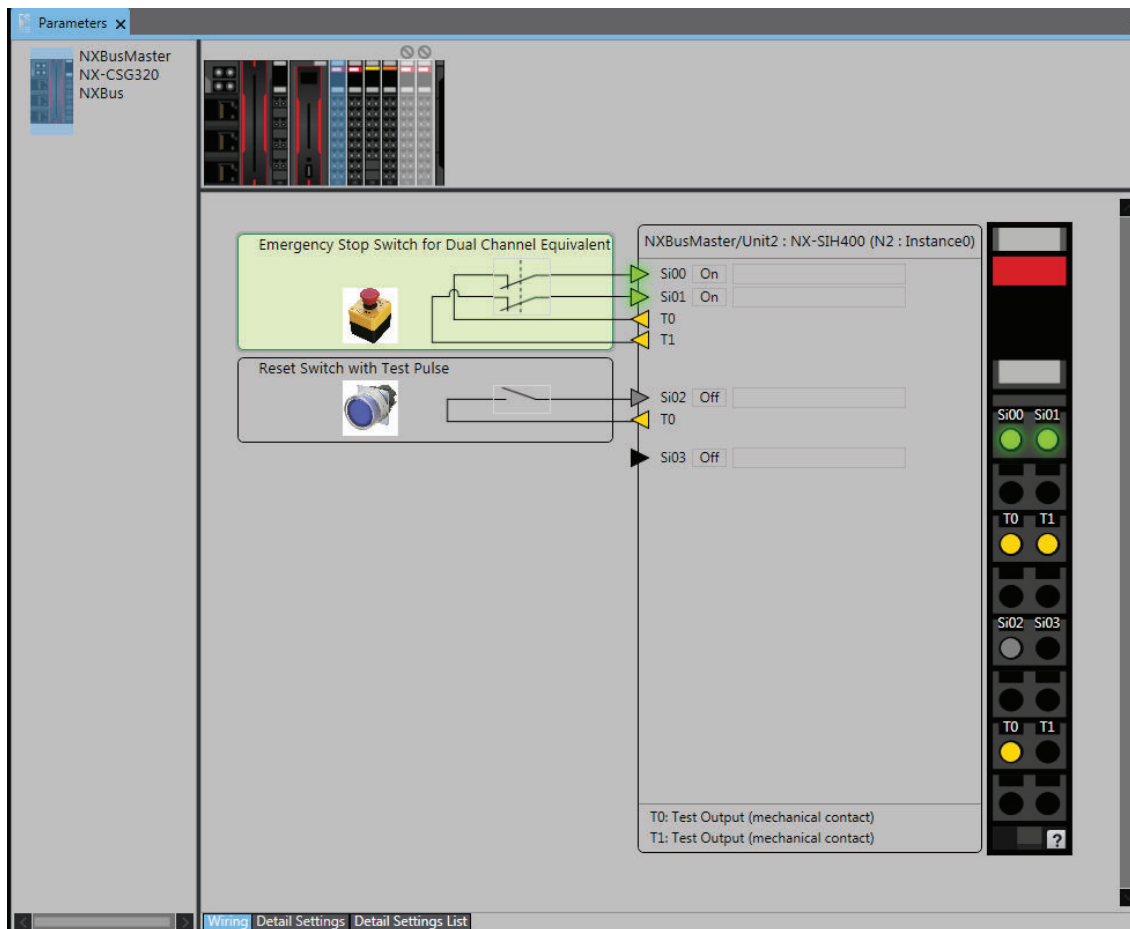 Parameters
NXBusMaster
NX-CSG320
NXBus
Emergency Stop Switch for Dual Channel Equivalent
NXBusMaster/Unit2 : NX-SIH400 (N2 : Instance0)
Si00 On
Si01 On
T0
T1
Reset Switch with Test Pulse
Si02 Off
T0
Si03 Off
Si00 Si01
T0 T1
Si02 Si03
T0 T1
T0: Test Output (mechanical contact)
T1: Test Output (mechanical contact)
?
Wiring Detail Settings Detail Settings List